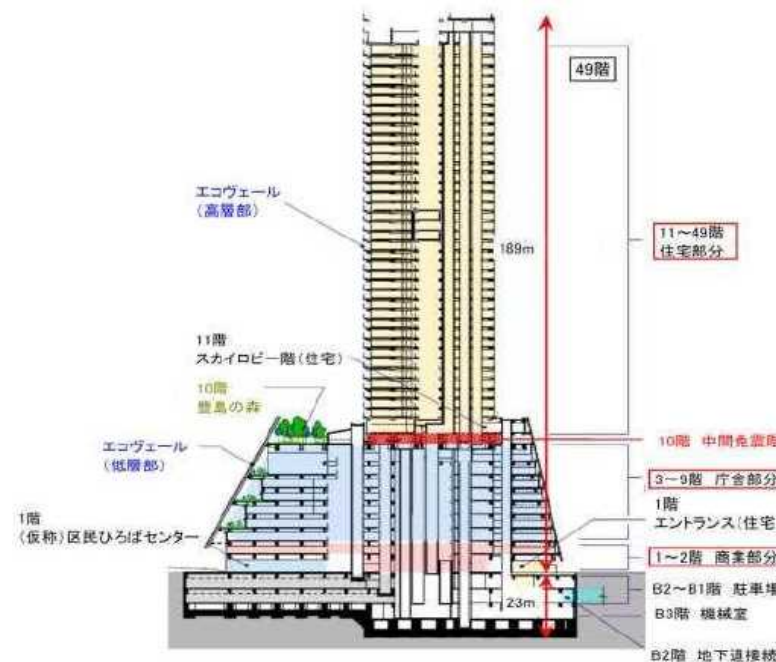 49階
エコヴェール
(高層部)
11～49階
住宅部分
189m
11階
スカイロビー階(住宅)
10階
豊島の森
エコヴェール
(低層部)
10階 中間免震階
3～9階 庁舎部分
1階
エントランス(住宅
1階
(仮称)区民ひろばセンター
1～2階 商業部分
B2～B1階 駐車場
23m
B3階 機械室
B2階 地下道接続